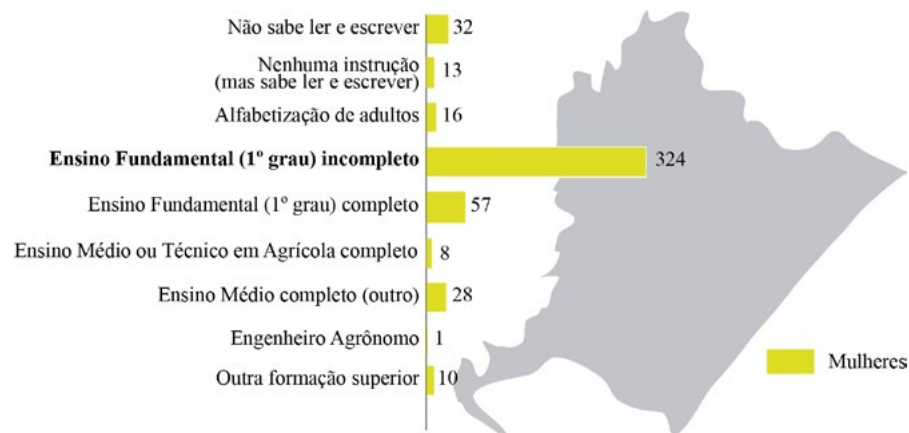 Não sabe ler e escrever 32
Nenhuma instrução
(mas sabe ler e escrever) 13
Alfabetização de adultos 16
Ensino Fundamental (1º grau) incompleto 324
Ensino Fundamental (1º grau) completo 57
Ensino Médio ou Técnico em Agrícola completo 8
Ensino Médio completo (outro) 28
Engenheiro Agrônomo 1
Outra formação superior 10
Mulheres